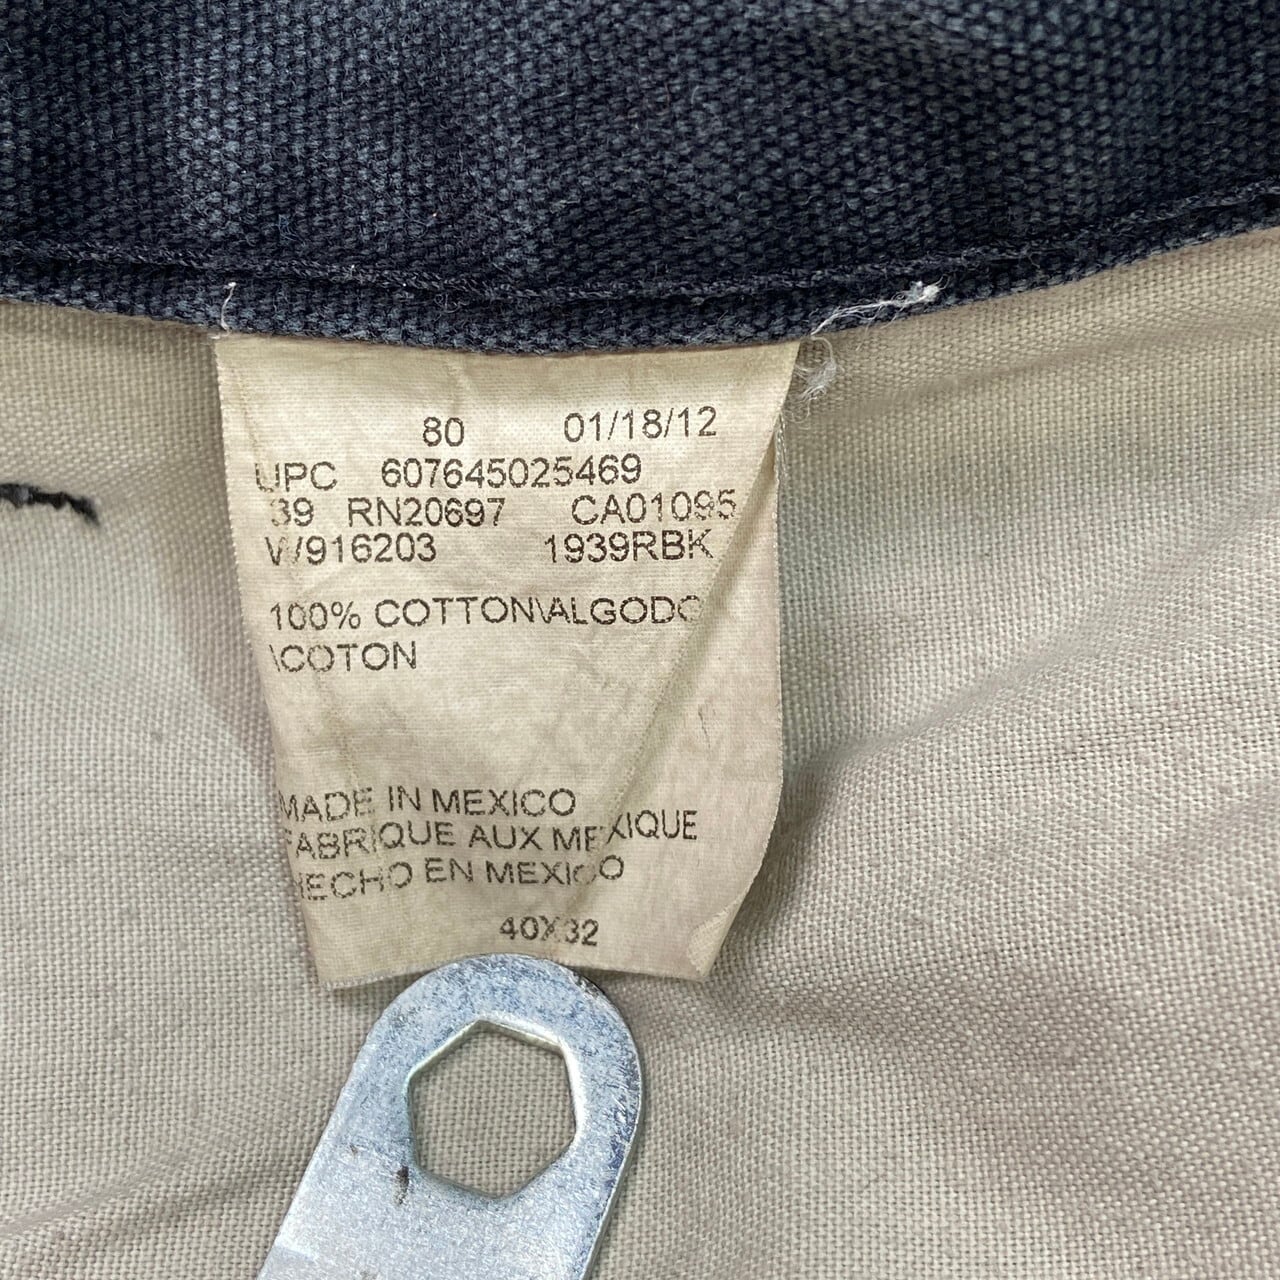 80 01/18/12
UPC 607645025469
39 RN20697 CA01095
W916203 1939RBK
100% COTTON\ALGODO
\COTON
MADE IN MEXICO
FABRIQUE AUX MEXIQUE
HECHO EN MEXICO
40X32